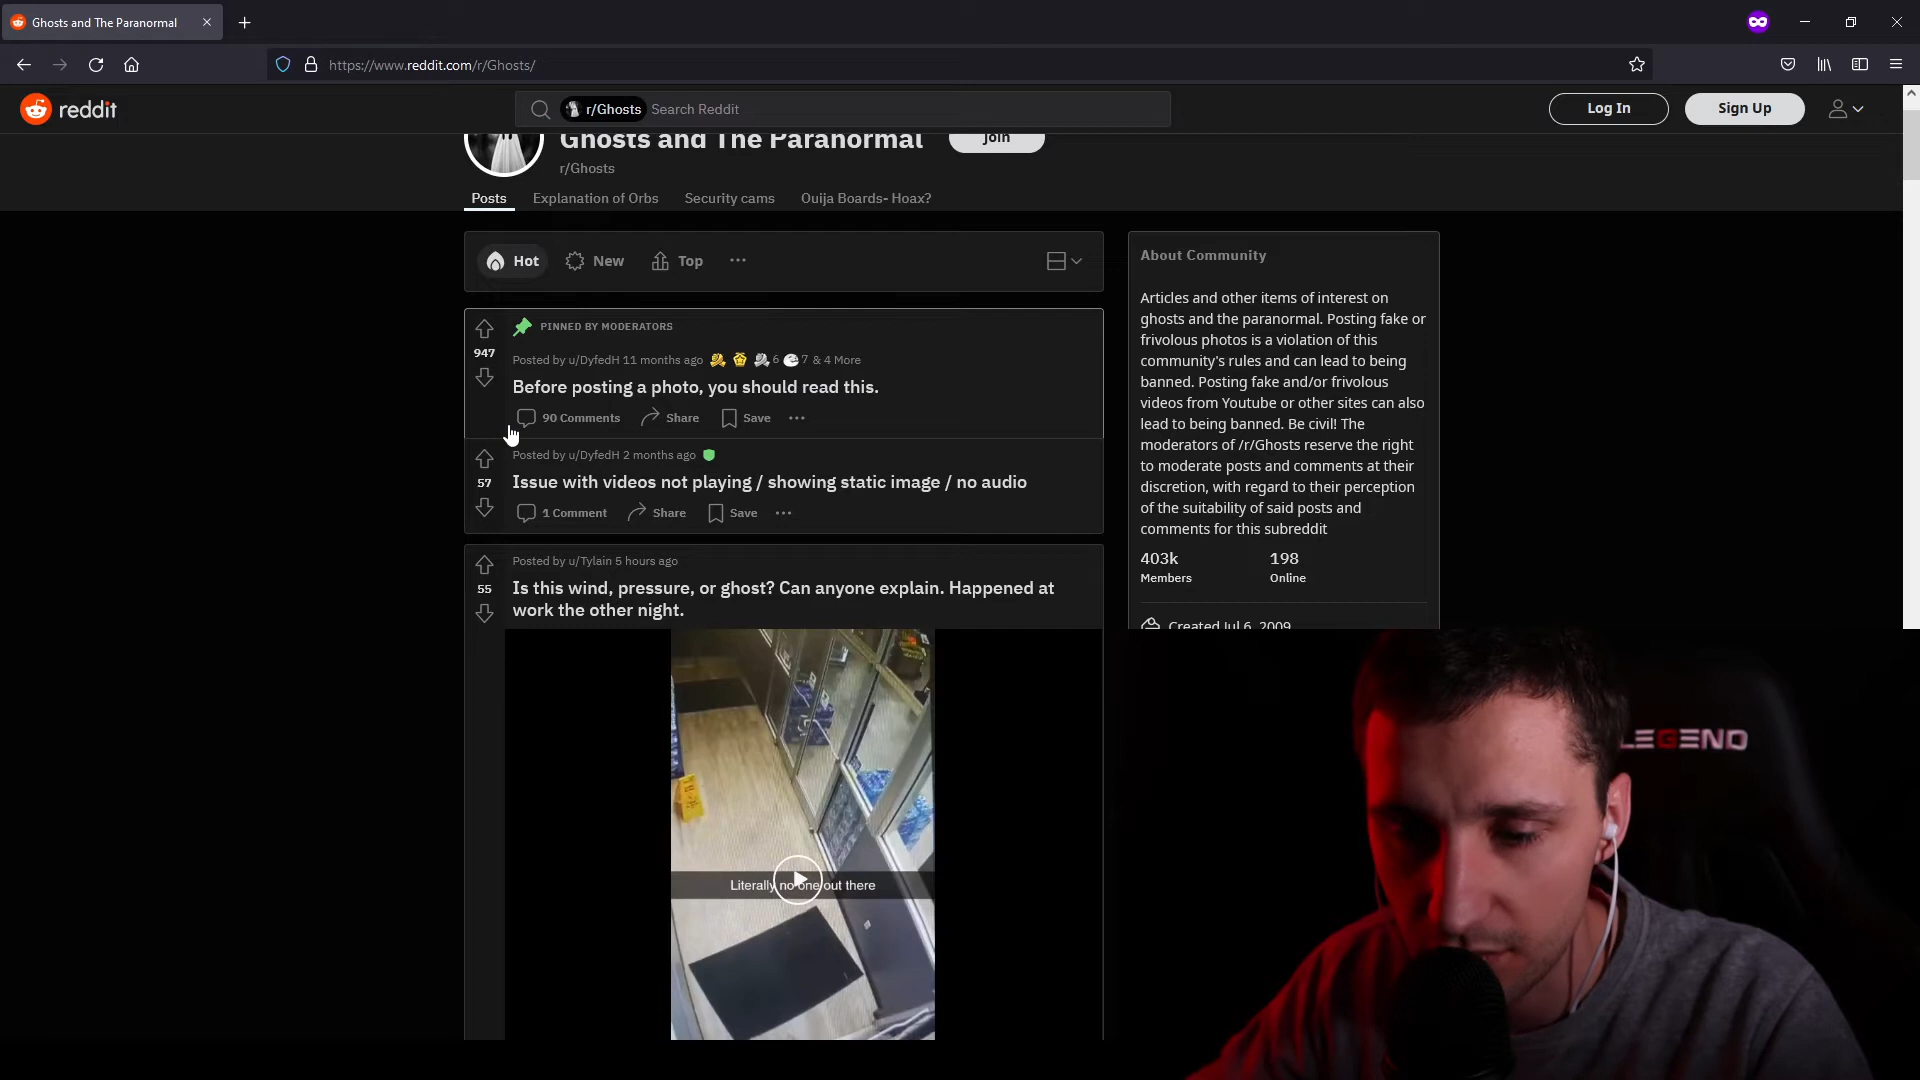 Ghosts and The Paranormal
https://www.reddit.com/r/Ghosts/
reddit
r/Ghosts Search Reddit
Log In
Sign Up
Ghosts and The Paranormal
Join
r/Ghosts
Posts
Explanation of Orbs
Security cams
Ouija Boards- Hoax?
Hot
New
Top
PINNED BY MODERATORS
947
Posted by u/DyfedH 11 months ago 6 7 & 4 More
Before posting a photo, you should read this.
90 Comments
Share
Save
Posted by u/DyfedH 2 months ago
57
Issue with videos not playing / showing static image / no audio
1 Comment
Share
Save
Posted by u/Tylain 5 hours ago
55
Is this wind, pressure, or ghost? Can anyone explain. Happened at
work the other night.
Literally no one out there
About Community
Articles and other items of interest on
ghosts and the paranormal. Posting fake or
frivolous photos is a violation of this
community's rules and can lead to being
banned. Posting fake and/or frivolous
videos from Youtube or other sites can also
lead to being banned. Be civil! The
moderators of /r/Ghosts reserve the right
to moderate posts and comments at their
discretion, with regard to their perception
of the suitability of said posts and
comments for this subreddit
403k
198
Members
Online
Created Jul 6, 2009
LEGEND